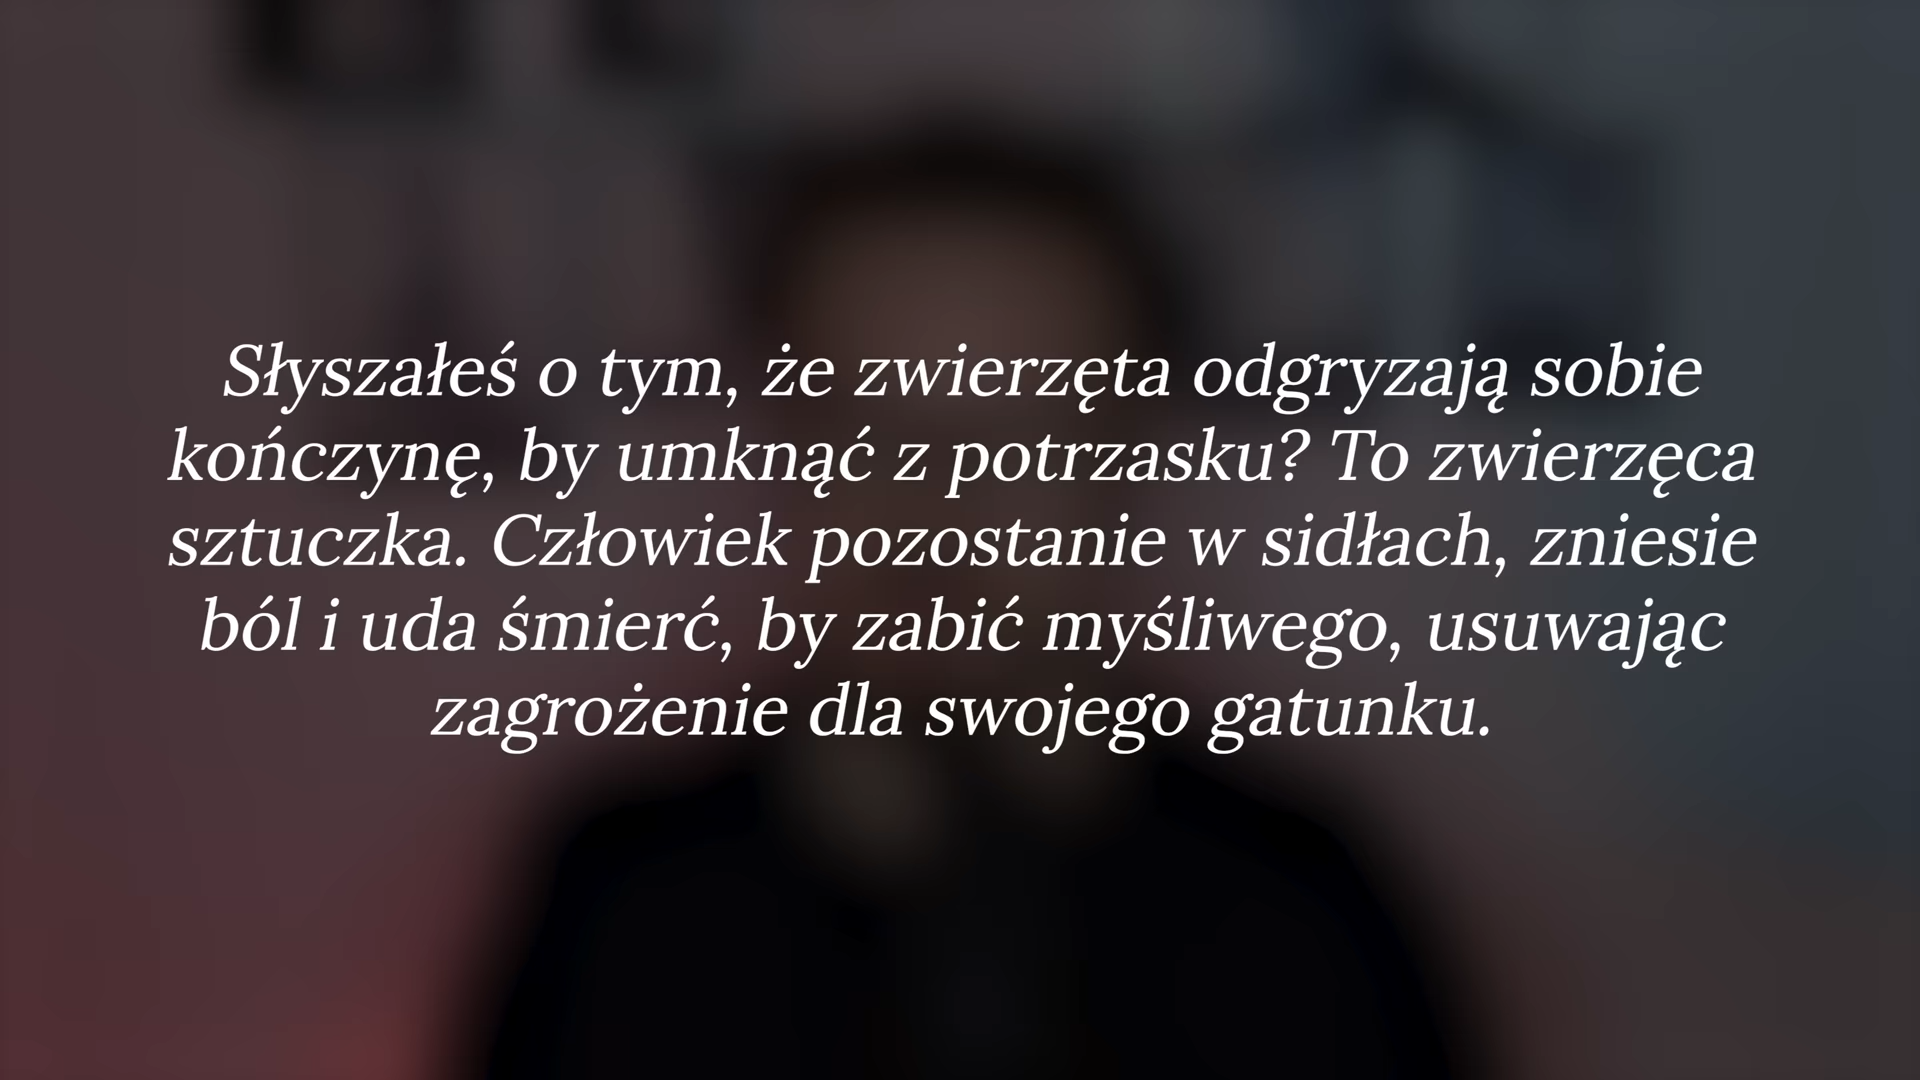 Słyszałeś o tym, że zwierzęta odgryzają sobie
kończynę, by umknąć z potrzasku? To zwierzęca
sztuczka. Człowiek pozostanie w sidłach, zniesie
ból i uda śmierć, by zabić myśliwego, usuwając
zagrożenie dla swojego gatunku.